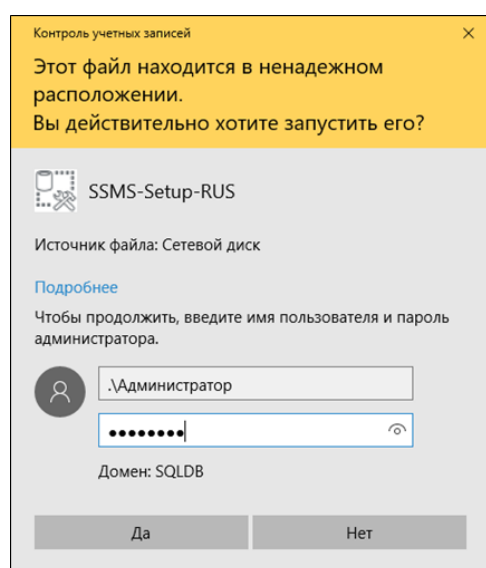 Контроль учетных записей
Этот файл находится в ненадежном
расположении.
Вы действительно хотите запустить его?
SSMS-Setup-RUS
Источник файла: Сетевой диск
Подробнее
Чтобы продолжить, введите имя пользователя и пароль
администратора.
.\Администратор
••••••••
Домен: SQLDB
Да
Нет